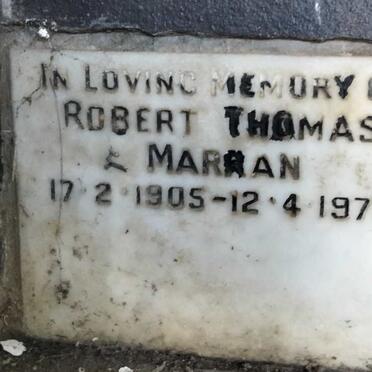 IN LOVING MEMORY O
ROBERT THOMAS
& MARRAN
17·2·1905-12·4·197